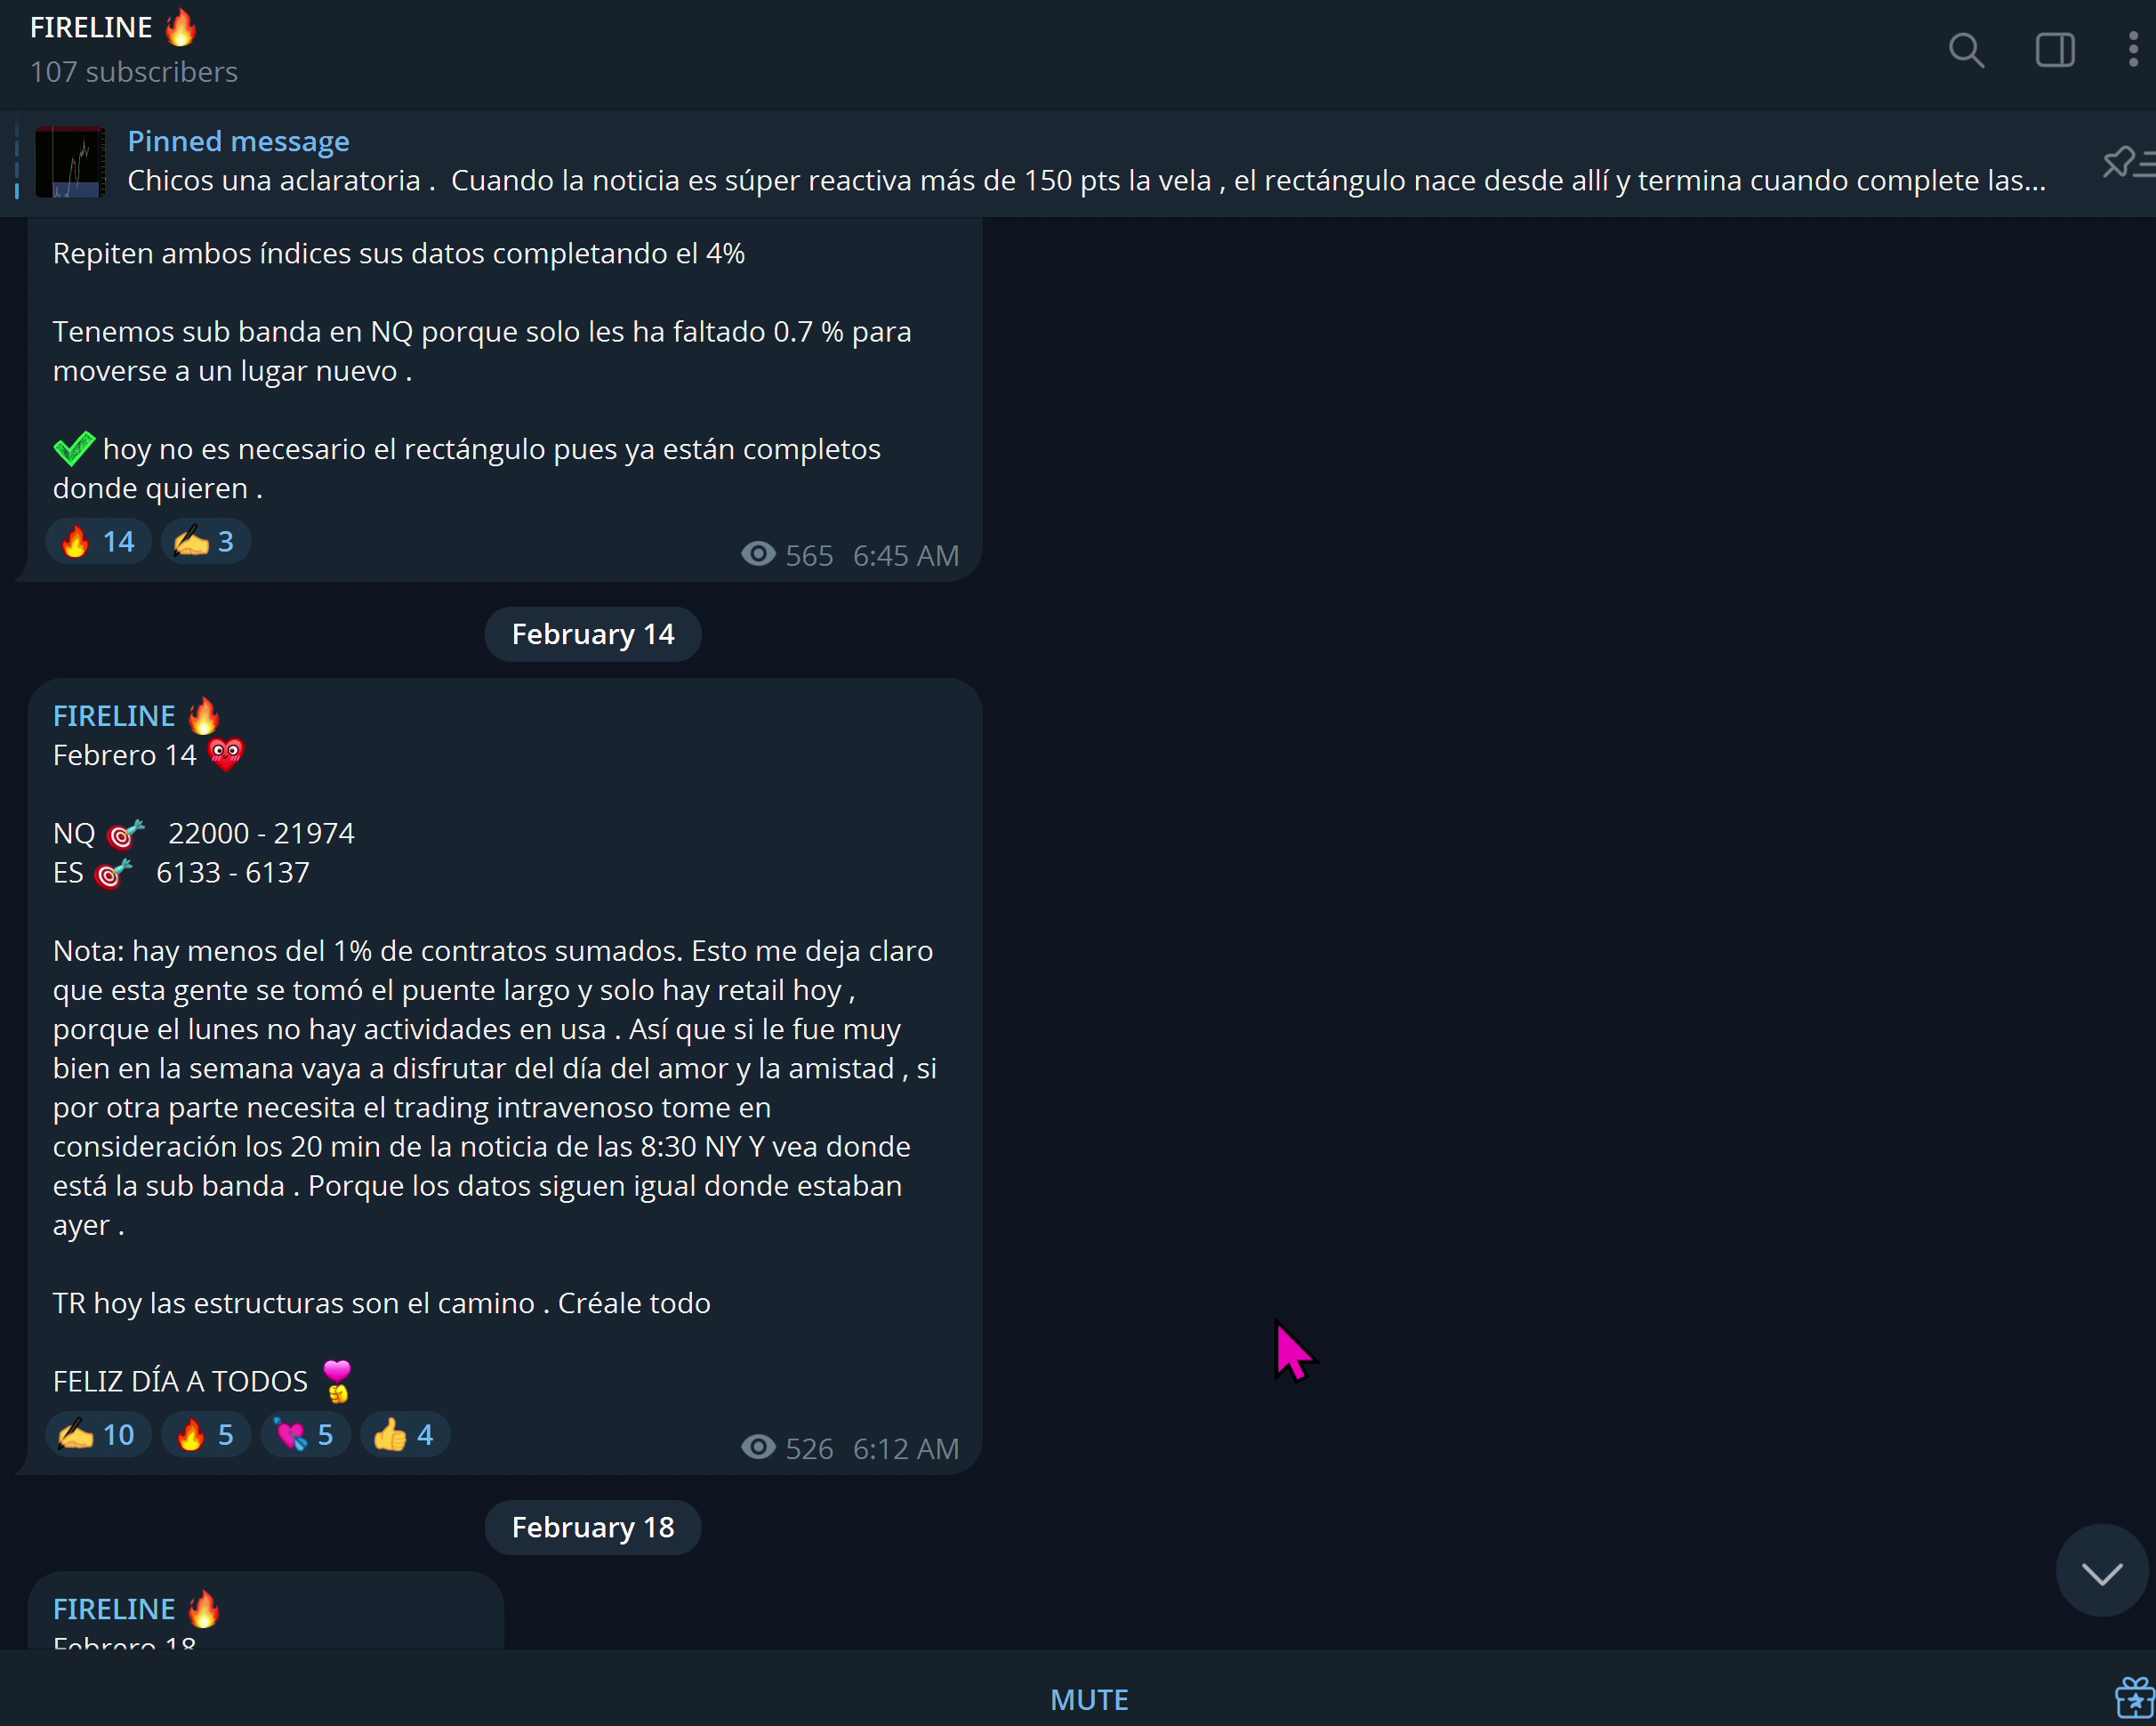 FIRELINE 🔥
107 subscribers
Pinned message
Chicos una aclaratoria .  Cuando la noticia es súper reactiva más de 150 pts la vela , el rectángulo nace desde allí y termina cuando complete las...
Repiten ambos índices sus datos completando el 4%
Tenemos sub banda en NQ porque solo les ha faltado 0.7 % para
moverse a un lugar nuevo .
✅ hoy no es necesario el rectángulo pues ya están completos
donde quieren .
🔥 14 ✍️ 3
565 6:45 AM
February 14
FIRELINE 🔥
Febrero 14 💗
NQ 🎯 22000 - 21974
ES 🎯 6133 - 6137
Nota: hay menos del 1% de contratos sumados. Esto me deja claro
que esta gente se tomó el puente largo y solo hay retail hoy ,
porque el lunes no hay actividades en usa . Así que si le fue muy
bien en la semana vaya a disfrutar del día del amor y la amistad , si
por otra parte necesita el trading intravenoso tome en
consideración los 20 min de la noticia de las 8:30 NY Y vea donde
está la sub banda . Porque los datos siguen igual donde estaban
ayer .
TR hoy las estructuras son el camino . Créale todo
FELIZ DÍA A TODOS
✍️ 10 🔥 5 💘 5 👍 4
526 6:12 AM
February 18
FIRELINE 🔥
Febrero 18
MUTE